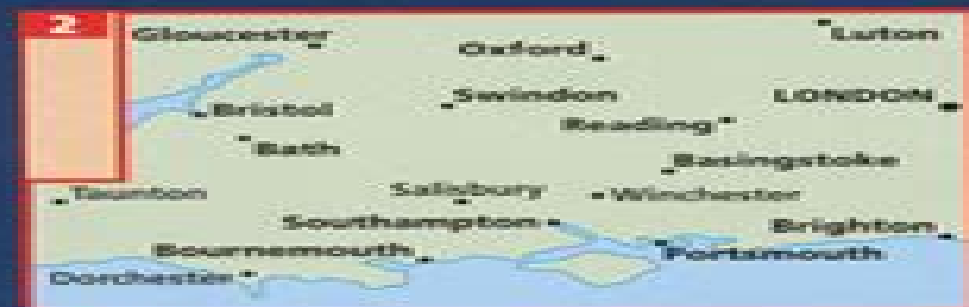 2
Gloucester
Luton
Oxford
Swindon
LONDON
Bristol
Reading
Bath
Basingstoke
Taunton
Salisbury
Winchester
Southampton
Brighton
Bournemouth
Portsmouth
Dorchester